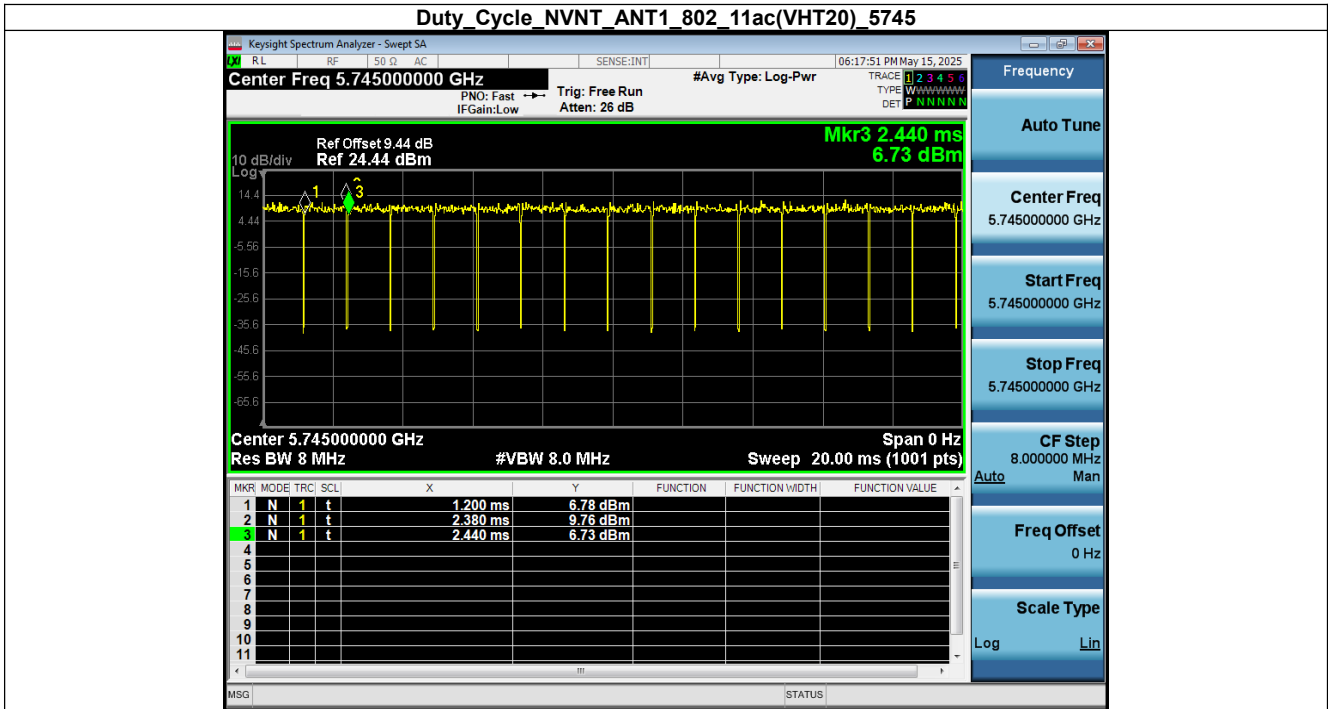 Duty_Cycle_NVNT_ANT1_802_11ac(VHT20)_5745
Keysight Spectrum Analyzer - Swept SA
LXI RL RF 50 Ω AC SENSE:INT 06:17:51 PM May 15, 2025
Center Freq 5.745000000 GHz #Avg Type: Log-Pwr TRACE 1 2 3 4 5 6
PNO: Fast Trig: Free Run TYPE WWWWWW
IFGain:Low Atten: 26 dB DET P N N N N N
Mkr3 2.440 ms
Ref Offset 9.44 dB
10 dB/div Ref 24.44 dBm 6.73 dBm
Log
1 3
14.4
4.44
-5.56
-15.6
-25.6
-35.6
-45.6
-55.6
-65.6
Center 5.745000000 GHz Span 0 Hz
Res BW 8 MHz #VBW 8.0 MHz Sweep 20.00 ms (1001 pts)
MKR MODE TRC SCL X Y FUNCTION FUNCTION WIDTH FUNCTION VALUE
1 N 1 t 1.200 ms 6.78 dBm
2 N 1 t 2.380 ms 9.76 dBm
3 N 1 t 2.440 ms 6.73 dBm
4
5
6
7
8
9
10
11
MSG STATUS
Frequency
Auto Tune
Center Freq
5.745000000 GHz
Start Freq
5.745000000 GHz
Stop Freq
5.745000000 GHz
CF Step
8.000000 MHz
Auto Man
Freq Offset
0 Hz
Scale Type
Log Lin